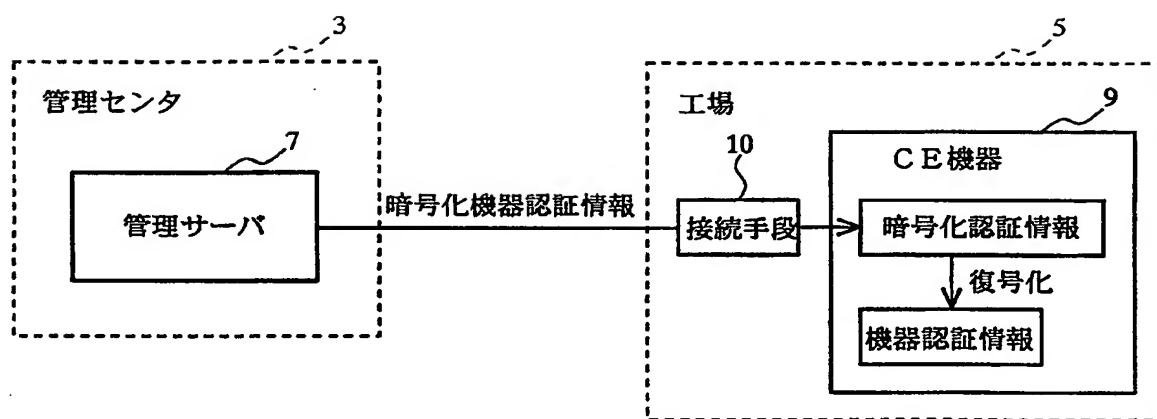 3
5
管理センタ
工場
7
10
9
CE機器
管理サーバ
暗号化機器認証情報
接続手段
暗号化認証情報
復号化
機器認証情報